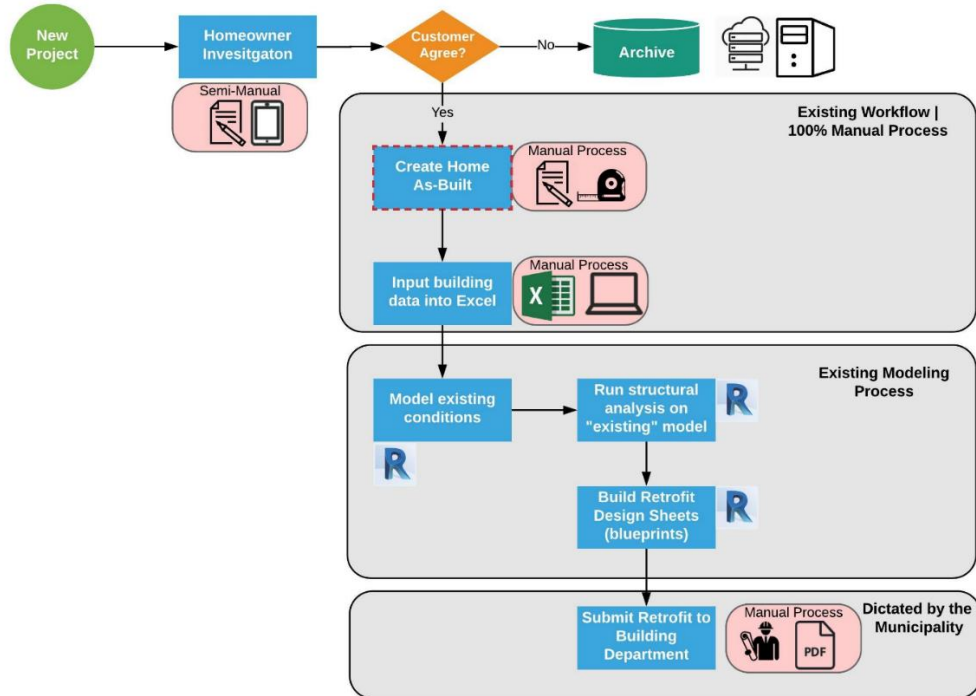 New
Project
Homeowner
Invesitgaton
Customer
Agree?
No
Archive
Semi-Manual
Yes
Existing Workflow |
100% Manual Process
Create Home
As-Built
Manual Process
Input building
data into Excel
Manual Process
X
Existing Modeling
Process
Model existing
conditions
R
Run structural
analysis on
"existing" model
R
Build Retrofit
Design Sheets
(blueprints)
R
Dictated by the
Municipality
Submit Retrofit to
Building
Department
Manual Process
PDF